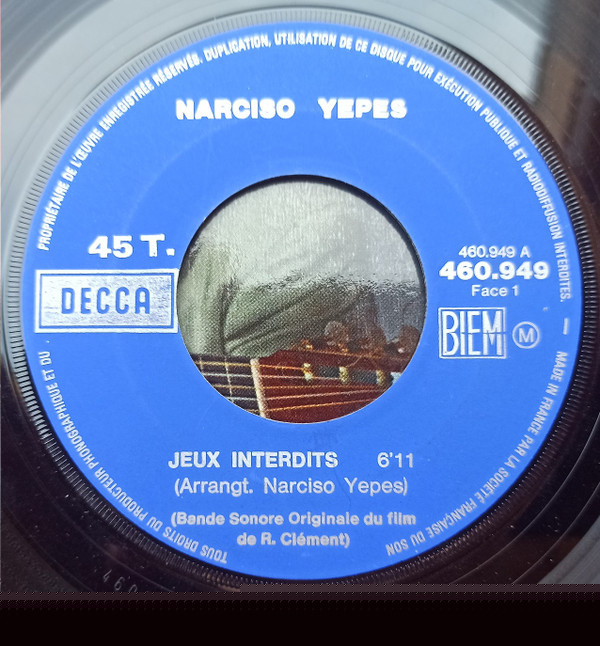 TOUS DROITS DU PRODUCTEUR PHONOGRAPHIQUE ET DU PROPRIÉTAIRE DE L'ŒUVRE ENREGISTRÉE RÉSERVÉS. DUPLICATION, UTILISATION DE CE DISQUE POUR EXÉCUTION PUBLIQUE ET RADIODIFFUSION INTERDITES. MADE IN FRANCE PAR LA SOCIÉTÉ FRANÇAISE DU SON
NARCISO YEPES
45 T.
DECCA
460.949 A
460.949
Face 1
BIEM M
JEUX INTERDITS 6'11
(Arrangt. Narciso Yepes)
(Bande Sonore Originale du film
de R. Clément)